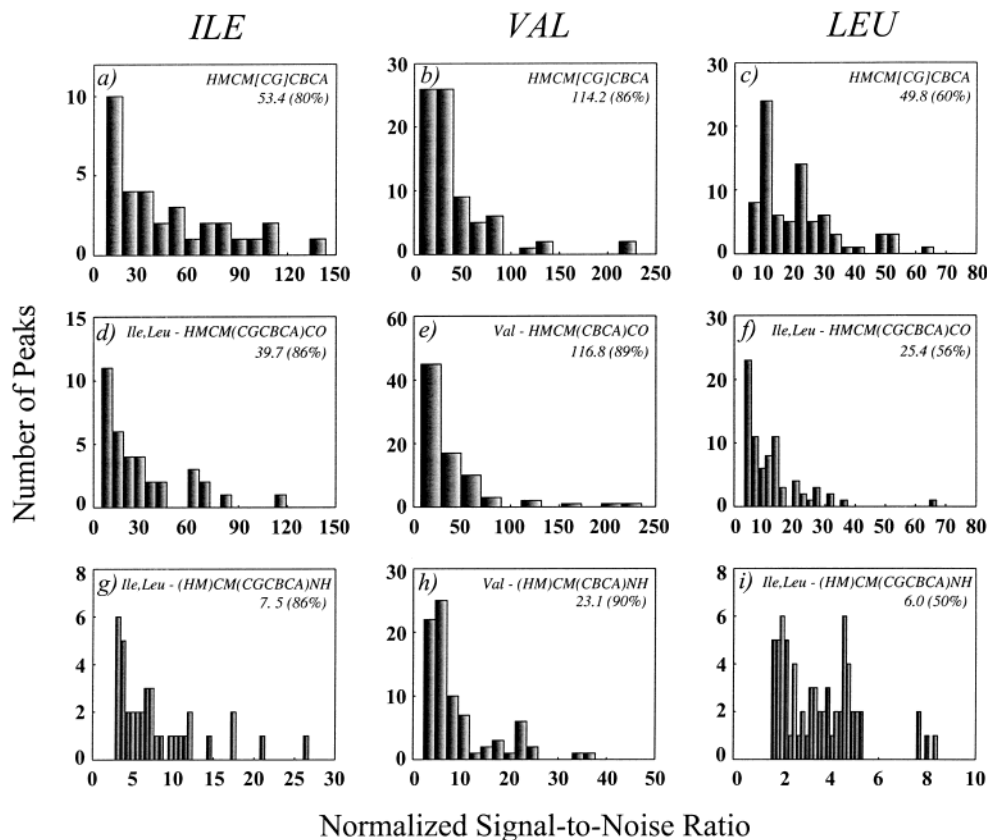 ILE VAL LEU
a) HMCM[CG]CBCA
53.4 (80%)
10
5
0
0 30 60 90 120 150
b) HMCM[CG]CBCA
114.2 (86%)
30
20
10
0
0 50 100 150 200 250
c) HMCM[CG]CBCA
49.8 (60%)
30
20
10
0
0 10 20 30 40 50 60 70 80
Number of Peaks
d) Ile,Leu - HMCM(CGCBCA)CO
39.7 (86%)
15
10
5
0
0 30 60 90 120 150
e) Val - HMCM(CBCA)CO
116.8 (89%)
60
40
20
0
0 50 100 150 200 250
f) Ile,Leu - HMCM(CGCBCA)CO
25.4 (56%)
30
20
10
0
0 10 20 30 40 50 60 70 80
g) Ile,Leu - (HM)CM(CGCBCA)NH
7. 5 (86%)
8
6
4
2
0
0 5 10 15 20 25 30
h) Val - (HM)CM(CBCA)NH
23.1 (90%)
30
20
10
0
0 10 20 30 40 50
i) Ile,Leu - (HM)CM(CGCBCA)NH
6.0 (50%)
8
6
4
2
0
0 2 4 6 8 10
Normalized Signal-to-Noise Ratio